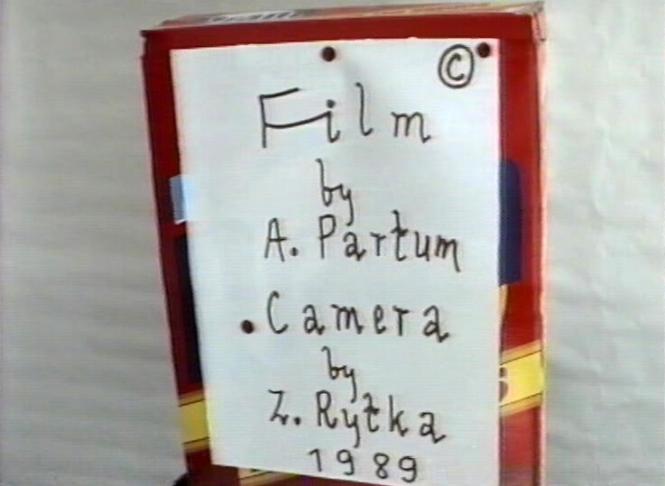 ©
Film
by
A. Partum
Camera
by
Z. Rytka
1989